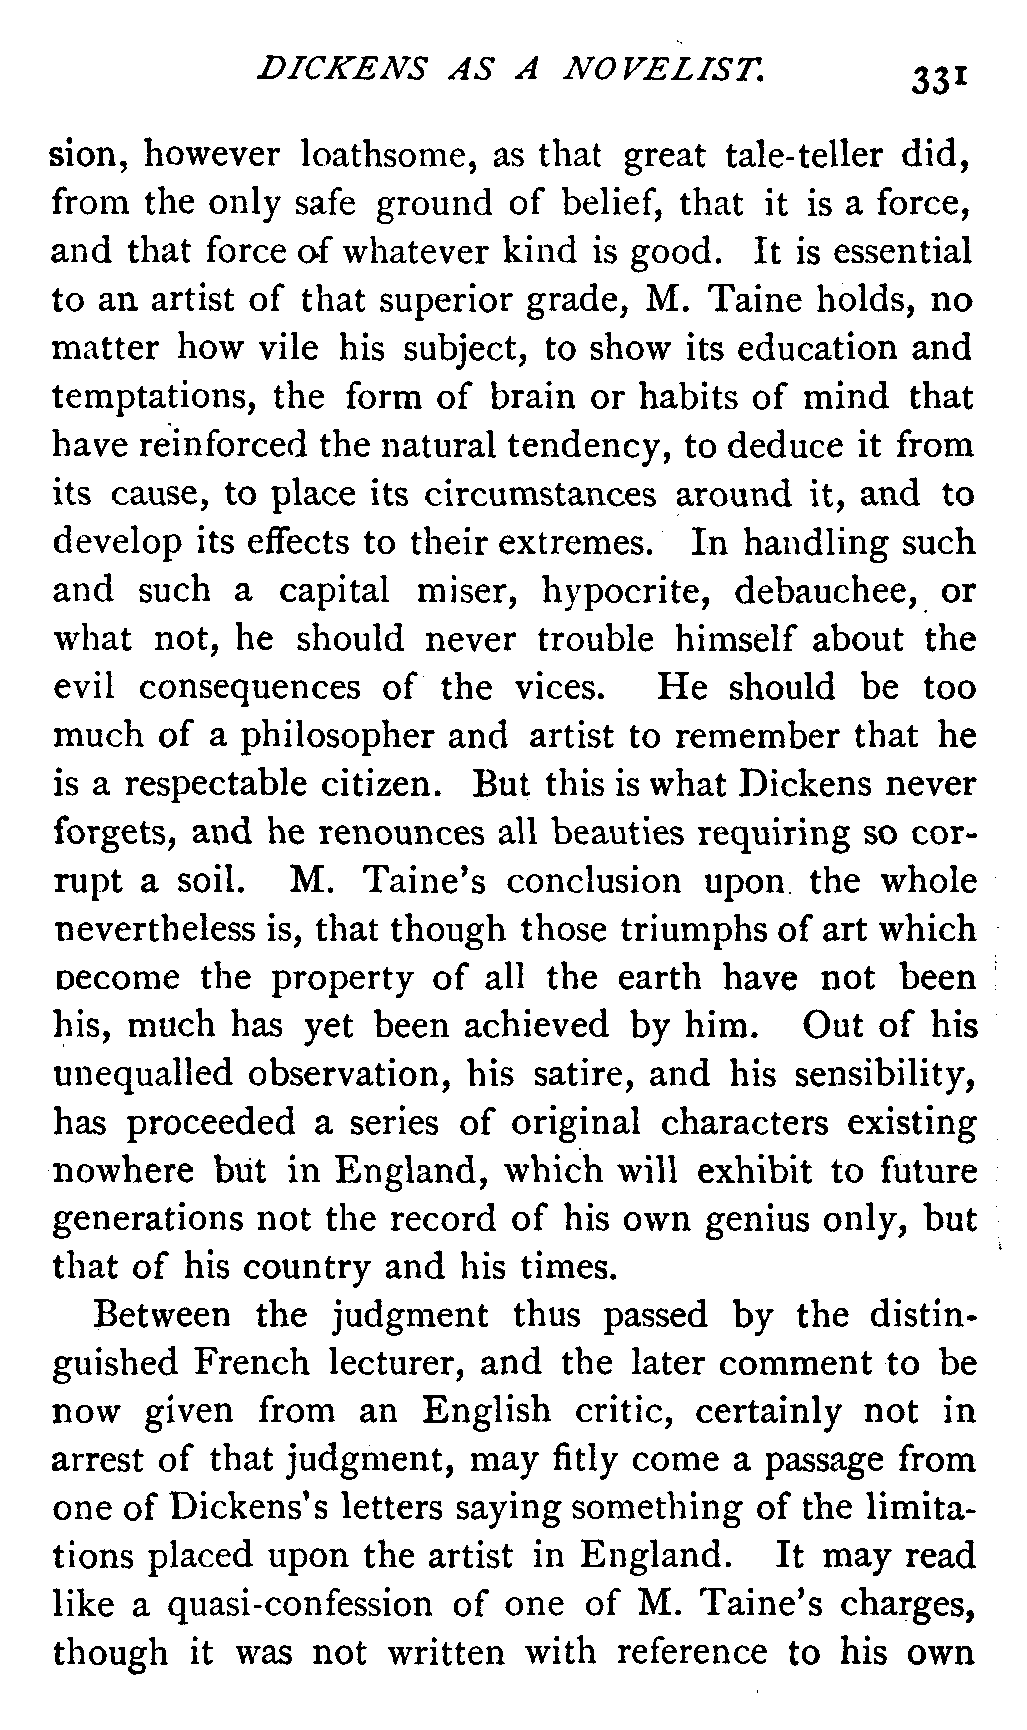 DICKENS AS A NOVELIST. 331
sion, however loathsome, as that great tale-teller did,
from the only safe ground of belief, that it is a force,
and that force of whatever kind is good. It is essential
to an artist of that superior grade, M. Taine holds, no
matter how vile his subject, to show its education and
temptations, the form of brain or habits of mind that
have reinforced the natural tendency, to deduce it from
its cause, to place its circumstances around it, and to
develop its effects to their extremes. In handling such
and such a capital miser, hypocrite, debauchee, or
what not, he should never trouble himself about the
evil consequences of the vices. He should be too
much of a philosopher and artist to remember that he
is a respectable citizen. But this is what Dickens never
forgets, and he renounces all beauties requiring so cor-
rupt a soil. M. Taine's conclusion upon the whole
nevertheless is, that though those triumphs of art which
become the property of all the earth have not been
his, much has yet been achieved by him. Out of his
unequalled observation, his satire, and his sensibility,
has proceeded a series of original characters existing
nowhere but in England, which will exhibit to future
generations not the record of his own genius only, but
that of his country and his times.
Between the judgment thus passed by the distin-
guished French lecturer, and the later comment to be
now given from an English critic, certainly not in
arrest of that judgment, may fitly come a passage from
one of Dickens's letters saying something of the limita-
tions placed upon the artist in England. It may read
like a quasi-confession of one of M. Taine's charges,
though it was not written with reference to his own